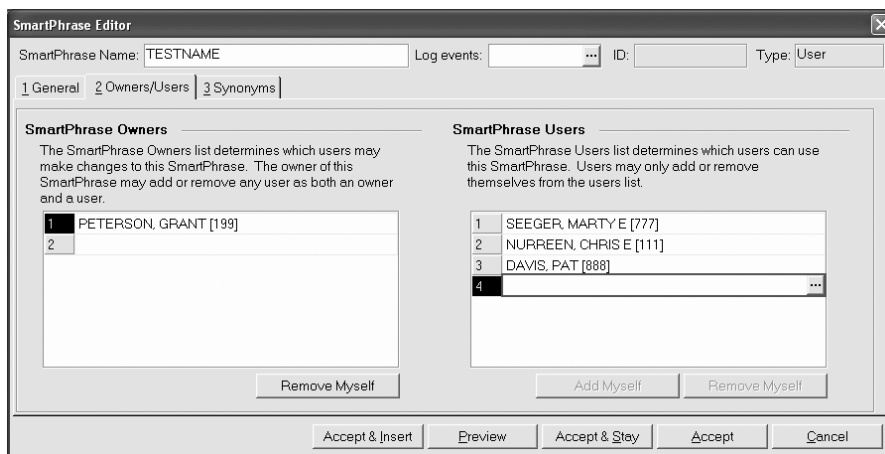 SmartPhrase Editor
SmartPhrase Name: TESTNAME Log events: ... ID: Type: User
1 General 2 Owners/Users 3 Synonyms
SmartPhrase Owners
The SmartPhrase Owners list determines which users may
make changes to this SmartPhrase. The owner of this
SmartPhrase may add or remove any user as both an owner
and a user.
1 PETERSON, GRANT [199]
2
Remove Myself
SmartPhrase Users
The SmartPhrase Users list determines which users can use
this SmartPhrase. Users may only add or remove
themselves from the users list.
1 SEEGER, MARTY E [777]
2 NURREEN, CHRIS E [111]
3 DAVIS, PAT [888]
4 ...
Add Myself Remove Myself
Accept & Insert Preview Accept & Stay Accept Cancel